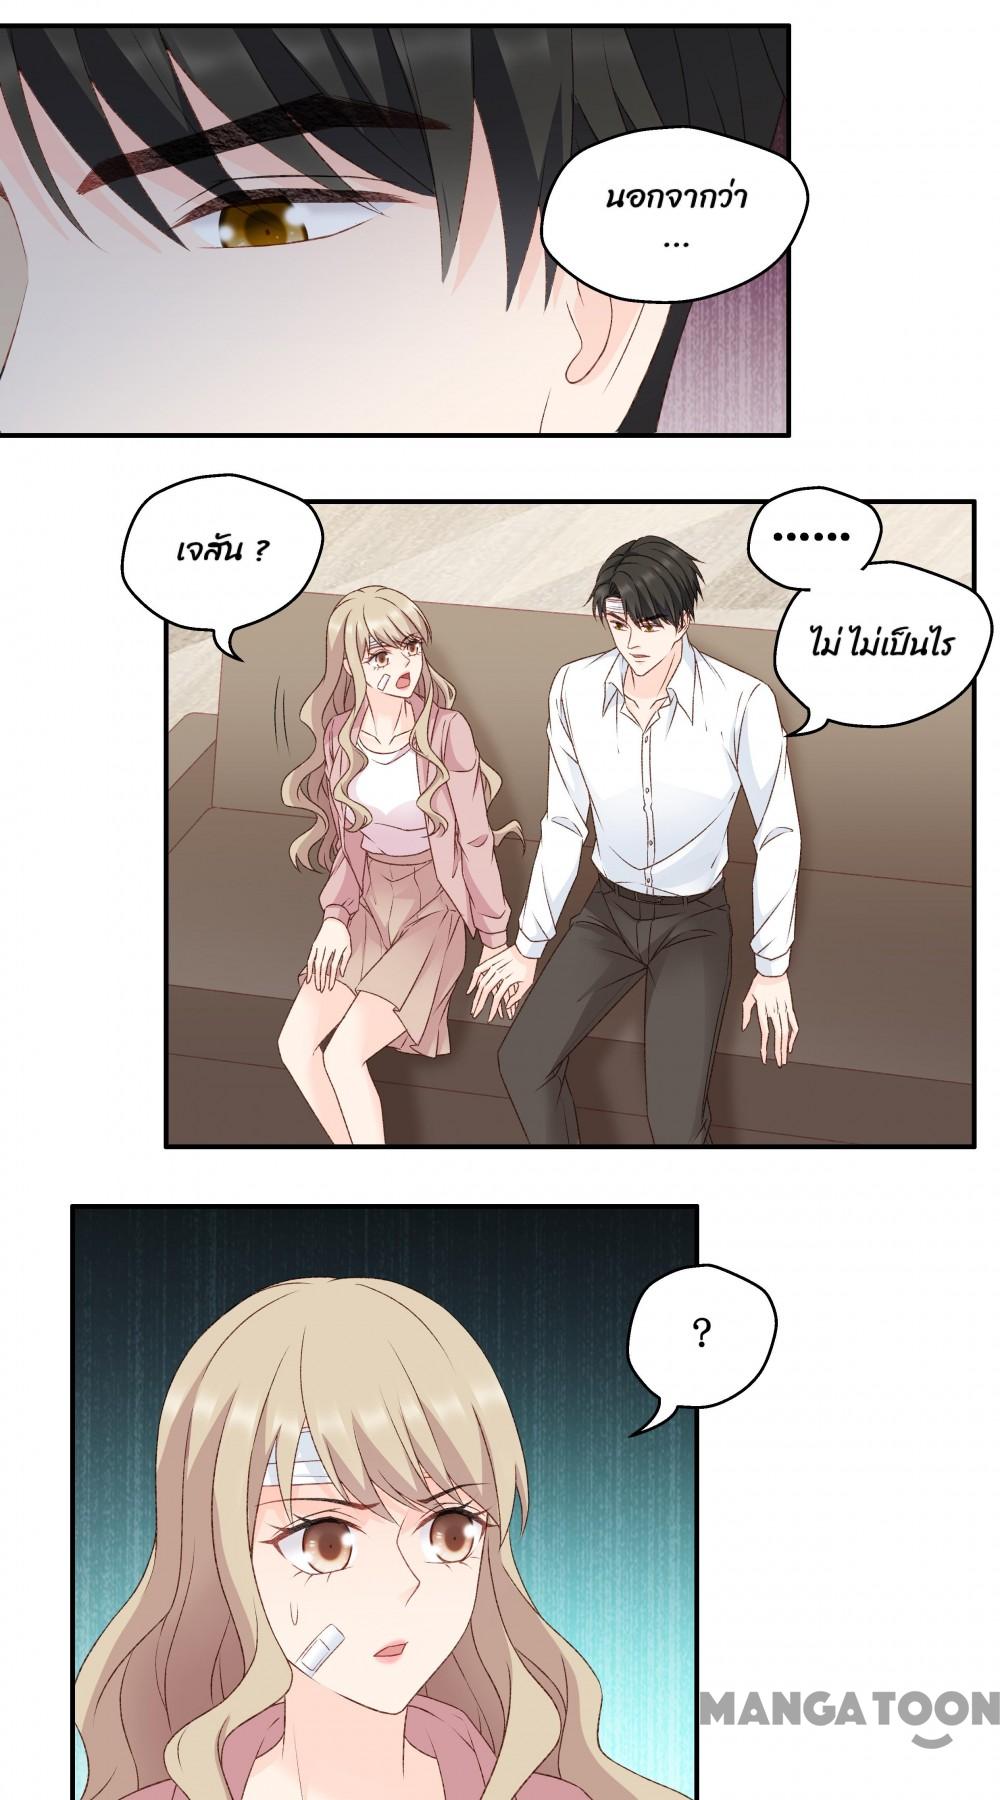 นอกจากว่า
...
เจสัน ?
......
ไม่ ไม่เป็นไร
?
MANGATOON